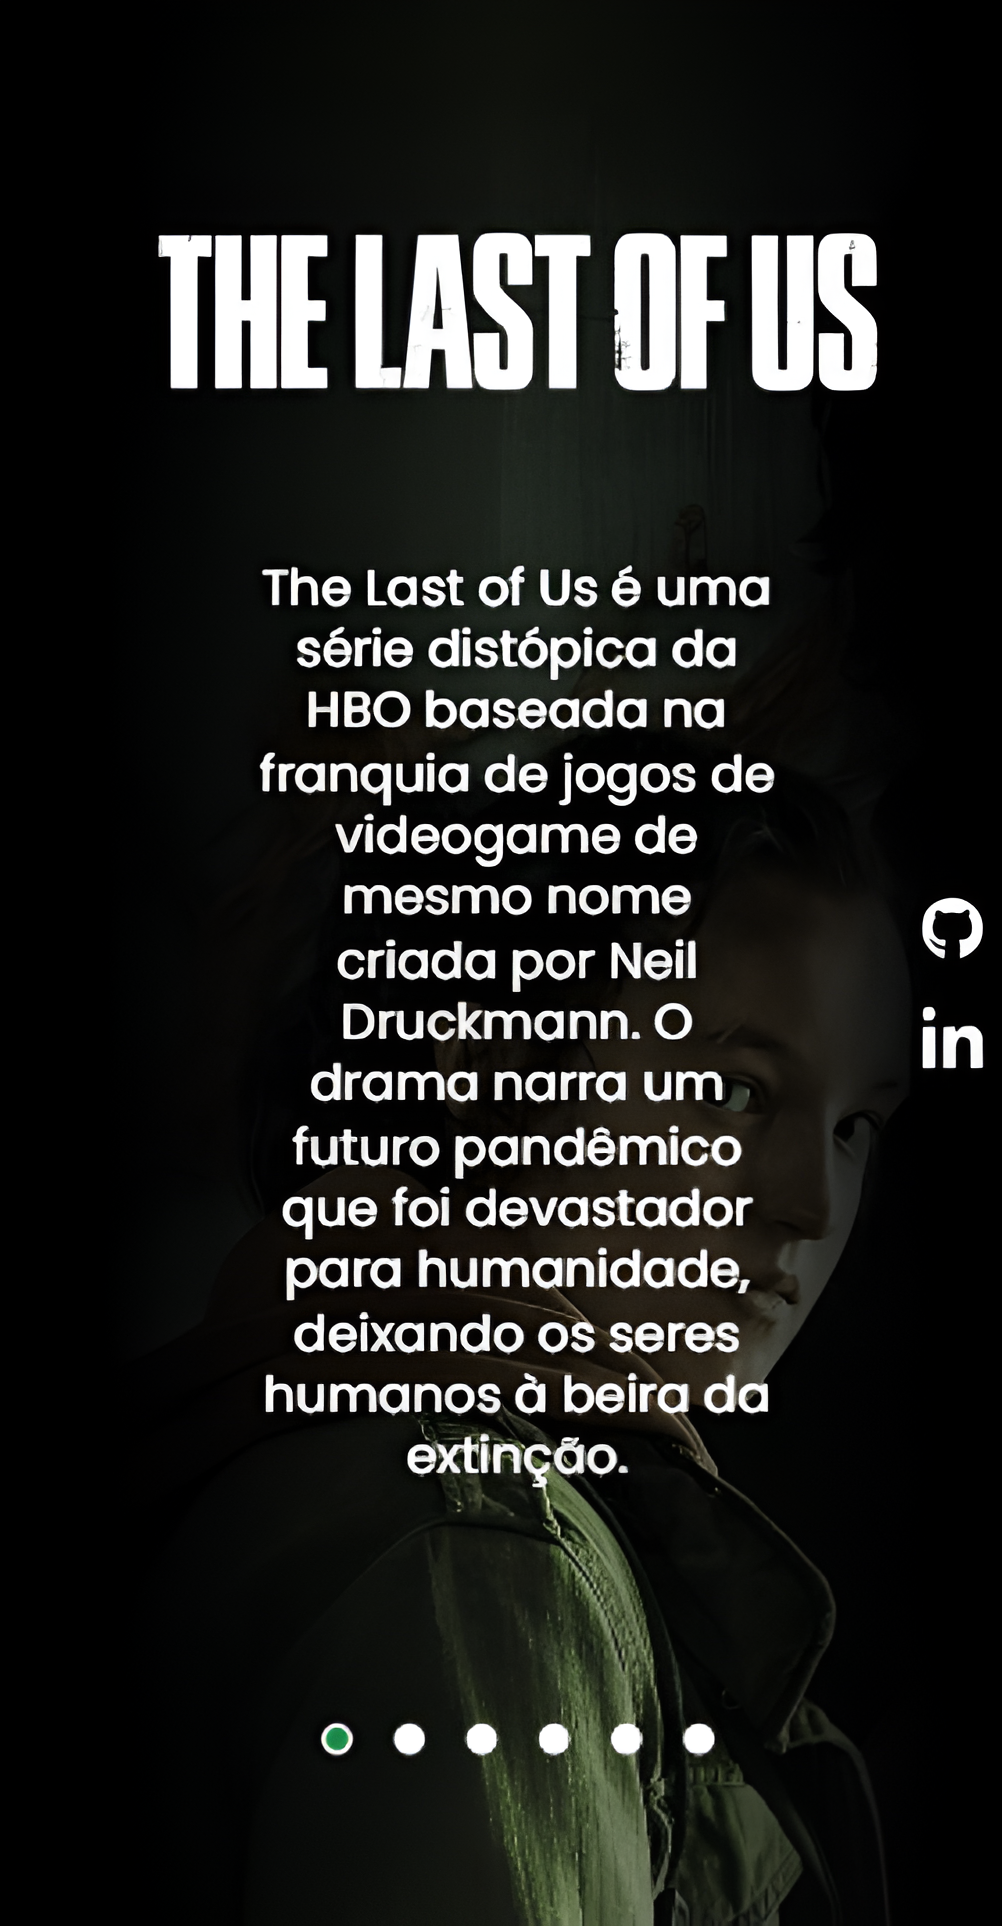 THE LAST OF US
The Last of Us é uma
série distópica da
HBO baseada na
franquia de jogos de
videogame de
mesmo nome
criada por Neil
Druckmann. O
drama narra um
futuro pandêmico
que foi devastador
para humanidade,
deixando os seres
humanos à beira da
extinção.
in